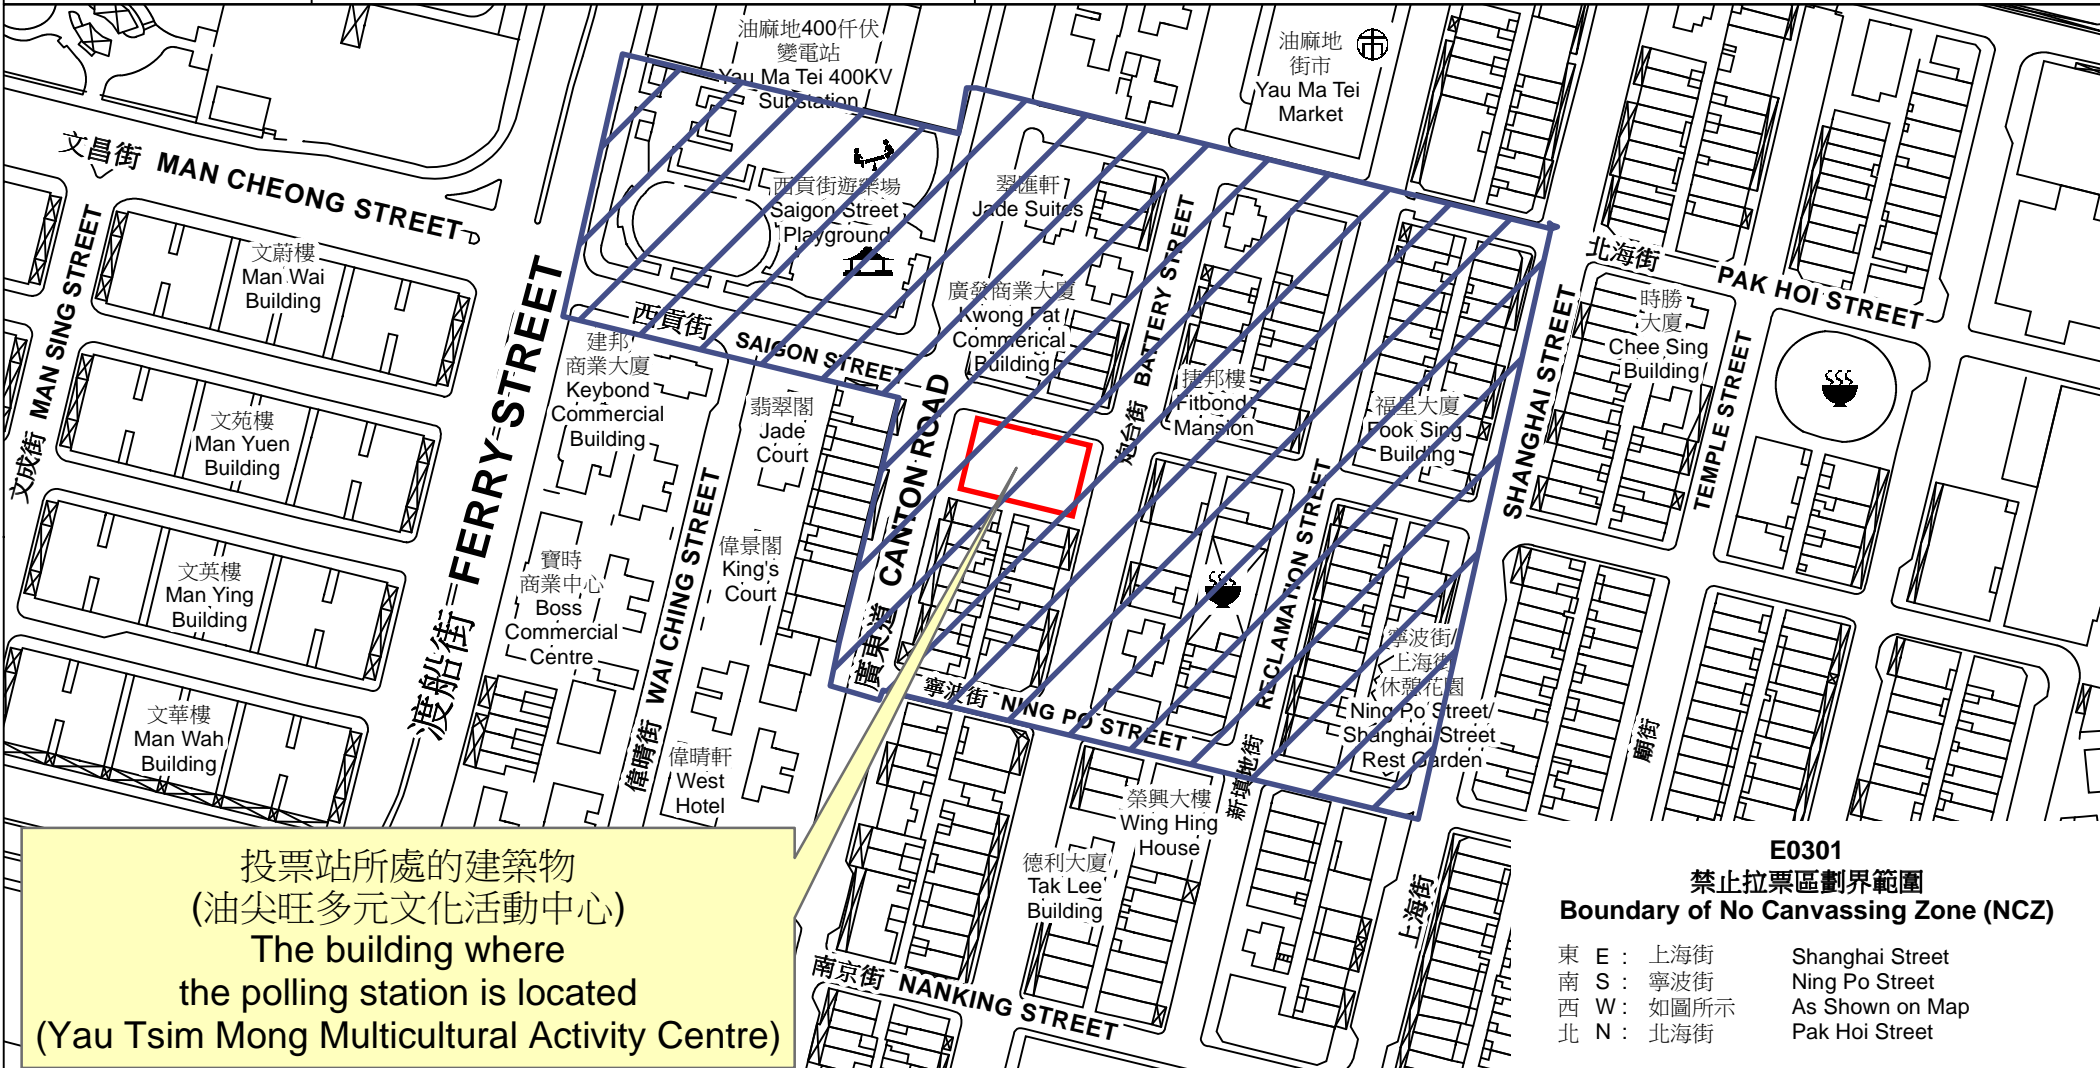 油麻地400仟伏
變電站
Yau Ma Tei 400KV
Substation
油麻地
街市
Yau Ma Tei
Market
文昌街 MAN CHEONG STREET
西貢街遊樂場
Saigon Street
Playground
翠匯軒
Jade Suites
文蔚樓
Man Wai
Building
文成街 MAN SING STREET
北海街 PAK HOI STREET
廣發商業大廈
Kwong Fat
Commerical
Building
炮台街 BATTERY STREET
時勝
大廈
Chee Sing
Building
西貢街 SAIGON STREET
建邦
商業大廈
Keybond
Commercial
Building
翡翠閣
Jade
Court
捷邦樓
Fitbond
Mansion
福星大廈
Fook Sing
Building
SHANGHAI STREET
TEMPLE STREET
文苑樓
Man Yuen
Building
渡船街 FERRY STREET
廣東道 CANTON ROAD
偉晴街 WAI CHING STREET
偉景閣
King's
Court
文英樓
Man Ying
Building
寶時
商業中心
Boss
Commercial
Centre
新填地街 RECLAMATION STREET
寧波街/
上海街
休憩花園
Ning Po Street/
Shanghai Street
Rest Garden
寧波街 NING PO STREET
文華樓
Man Wah
Building
偉晴軒
West
Hotel
廟街
榮興大樓
Wing Hing
House
德利大廈
Tak Lee
Building
上海街
南京街 NANKING STREET
投票站所處的建築物
(油尖旺多元文化活動中心)
The building where
the polling station is located
(Yau Tsim Mong Multicultural Activity Centre)
E0301
禁止拉票區劃界範圍
Boundary of No Canvassing Zone (NCZ)
東 E : 上海街 Shanghai Street
南 S : 寧波街 Ning Po Street
西 W : 如圖所示 As Shown on Map
北 N : 北海街 Pak Hoi Street